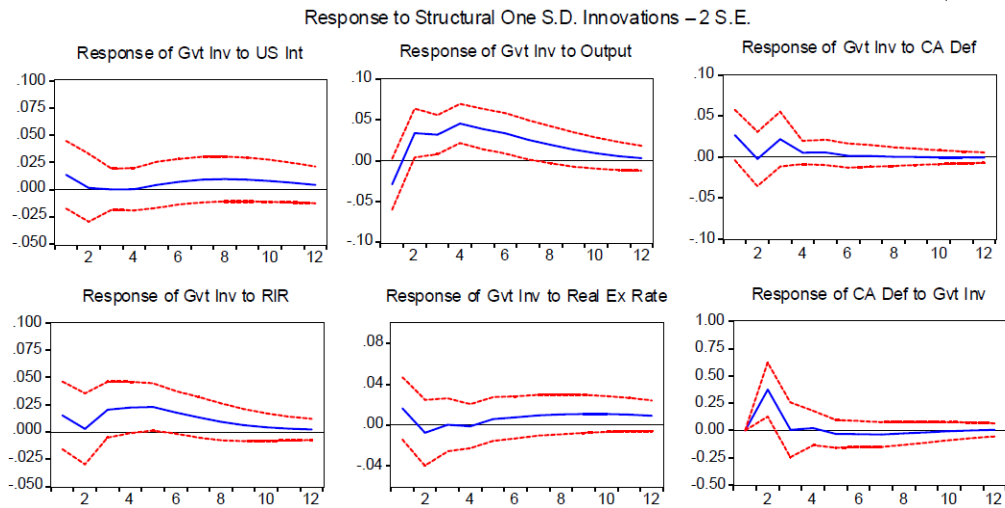 Response to Structural One S.D. Innovations – 2 S.E.
Response of Gvt Inv to US Int
.100
.075
.050
.025
.000
-.025
-.050
2 4 6 8 10 12
Response of Gvt Inv to Output
.10
.05
.00
-.05
-.10
2 4 6 8 10 12
Response of Gvt Inv to CA Def
.10
.05
.00
-.05
-.10
2 4 6 8 10 12
Response of Gvt Inv to RIR
.100
.075
.050
.025
.000
-.025
-.050
2 4 6 8 10 12
Response of Gvt Inv to Real Ex Rate
.08
.04
.00
-.04
2 4 6 8 10 12
Response of CA Def to Gvt Inv
1.00
0.75
0.50
0.25
0.00
-0.25
-0.50
2 4 6 8 10 12